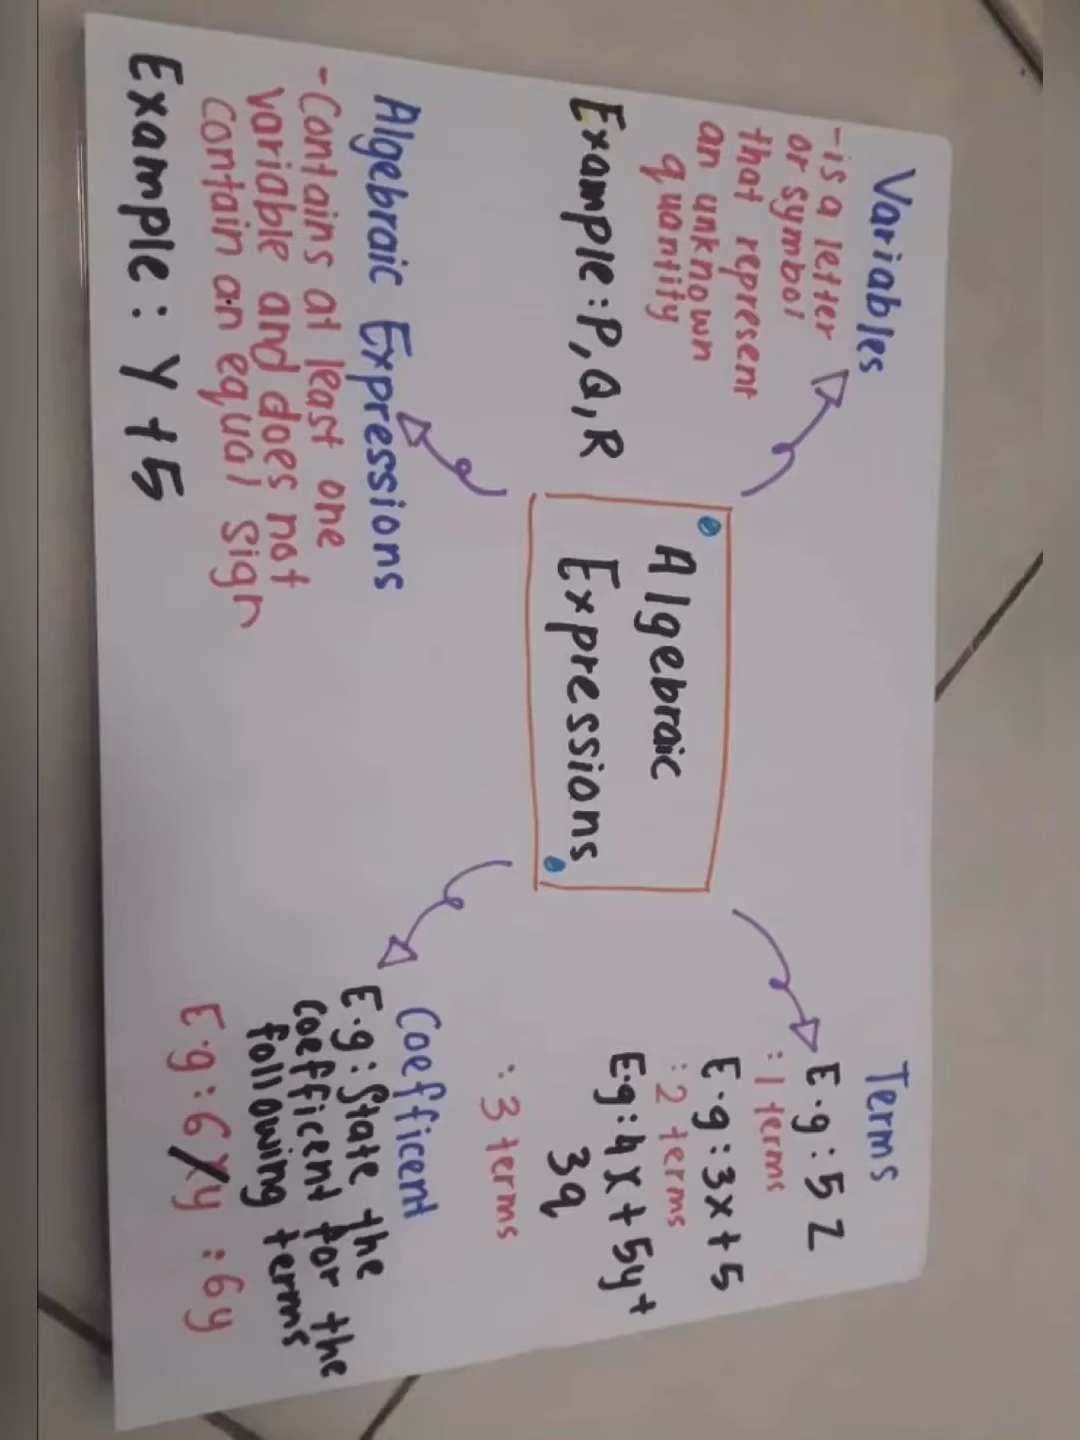 Algebraic
Expressions
Variables
-is a letter
or symbol
that represent
an unknown
quantity
Example: P, Q, R
Terms
E.g: 5 Z
: 1 terms
E.g: 3x + 5
: 2 terms
E.g: 4x + 5y +
3q
: 3 terms
Algebraic Expressions
-Contains at least one
variable and does not
contain an equal sign
Example: Y + 5
Coefficent
E.g: State the
coefficent for the
following terms
E.g: 6xy : 6y